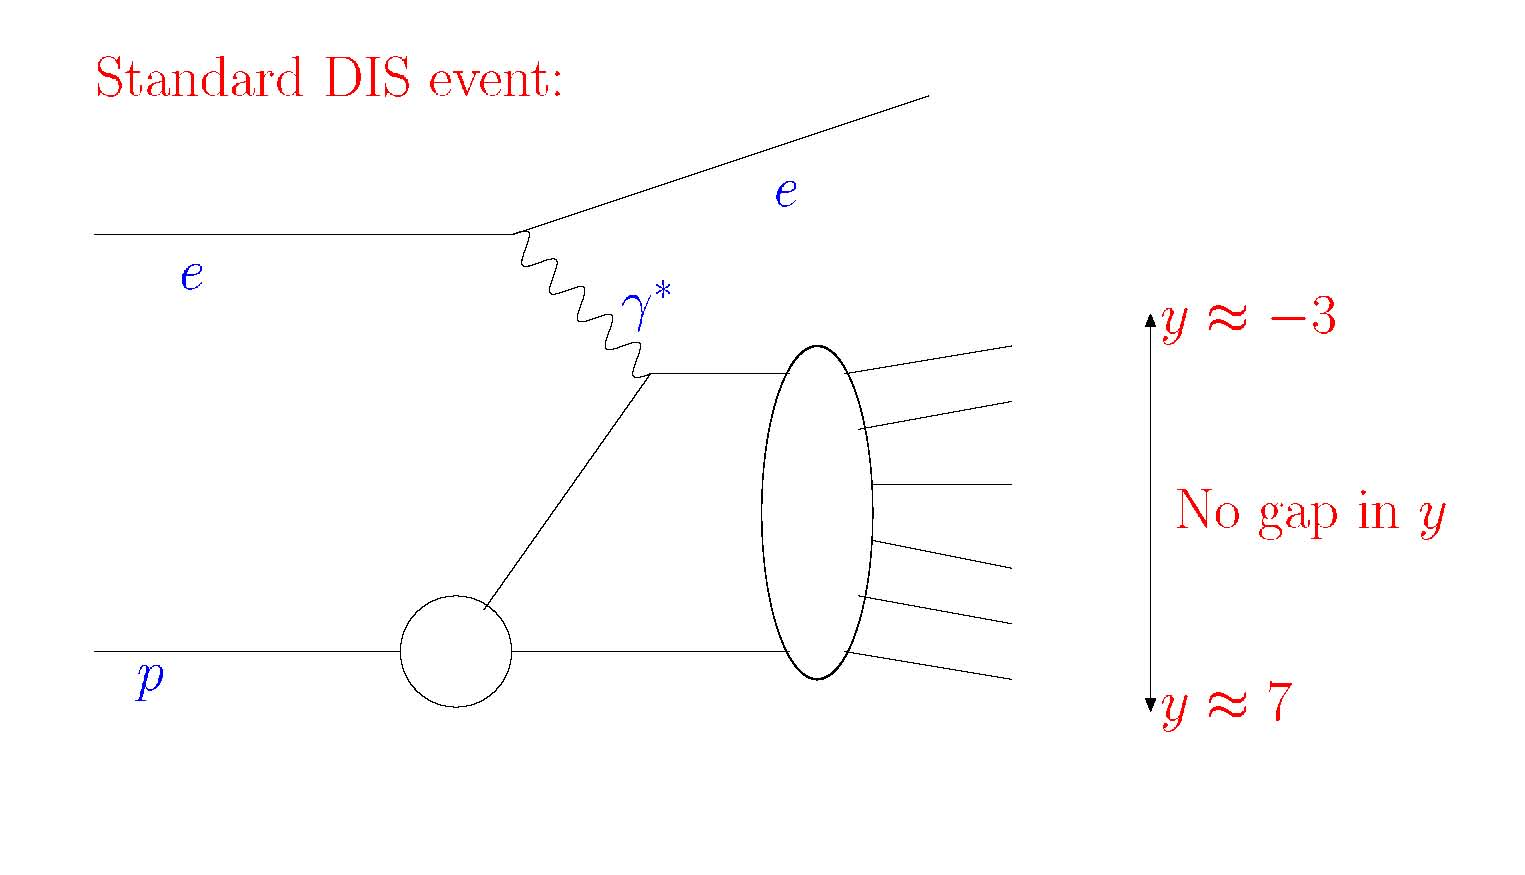 Standard DIS event:
e
e
γ*
y ≈ −3
No gap in y
p
y ≈ 7